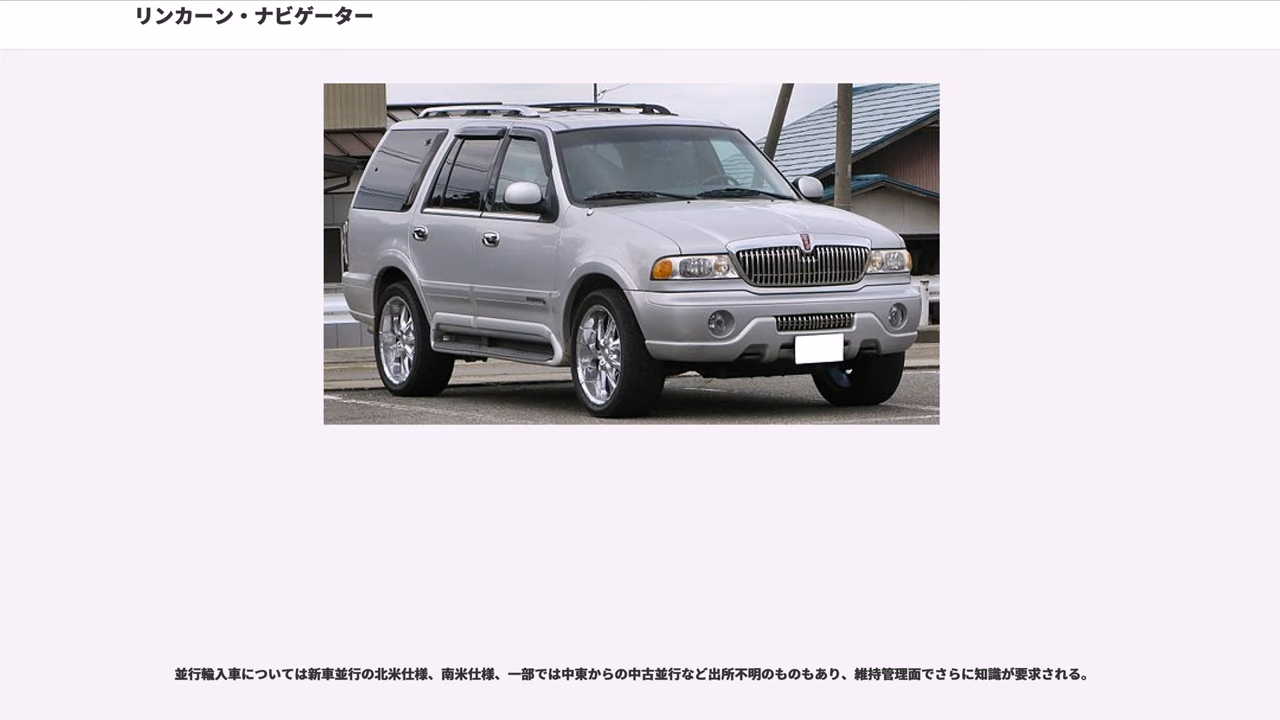 リンカーン・ナビゲーター
並行輸入車については新車並行の北米仕様、南米仕様、一部では中東からの中古並行など出所不明のものもあり、維持管理面でさらに知識が要求される。